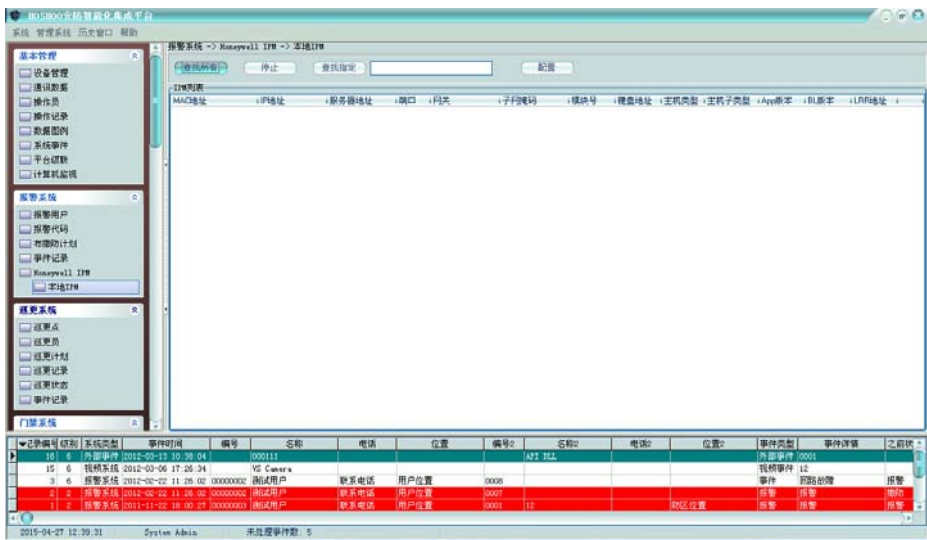 HOSHOO安防智能化集成平台
系统 管理系统 历史窗口 帮助
报警系统 -> Honeywell IPM -> 本地IPM
基本管理
设备管理
通讯数据
操作员
操作记录
数据图例
系统事件
平台级联
计算机监视
报警系统
报警用户
报警代码
布撤防计划
事件记录
Honeywell IPM
本地IPM
巡更系统
巡更点
巡更员
巡更计划
巡更记录
巡更状态
事件记录
门禁系统
查找所有 停止 查找指定 配置
IPM列表
MAC地址 IP地址 服务器地址 端口 网关 子网掩码 模块号 键盘地址 主机类型 主机子类型 App版本 BL版本 LRR地址
记录编号 级别 系统类型 事件时间 编号 名称 电话 位置 编号2 名称2 电话2 位置2 事件类型 事件详情 之前状
16 6 外部事件 2012-03-13 10:38:04 000111 API DLL 外部事件 0001
15 6 视频系统 2012-03-06 17:26:34 VS Camera 视频事件 12
3 6 报警系统 2012-02-22 11:26:02 00000002 测试用户 联系电话 用户位置 0008 事件 回路故障 报警
2 2 报警系统 2012-02-22 11:26:02 00000002 测试用户 联系电话 用户位置 0007 报警 报警 撤防
1 2 报警系统 2011-11-22 18:00:27 00000003 测试用户 联系电话 用户位置 0001 12 防区位置 报警 报警 报警
2015-04-27 12:39:31 System Admin 未处理事件数: 5